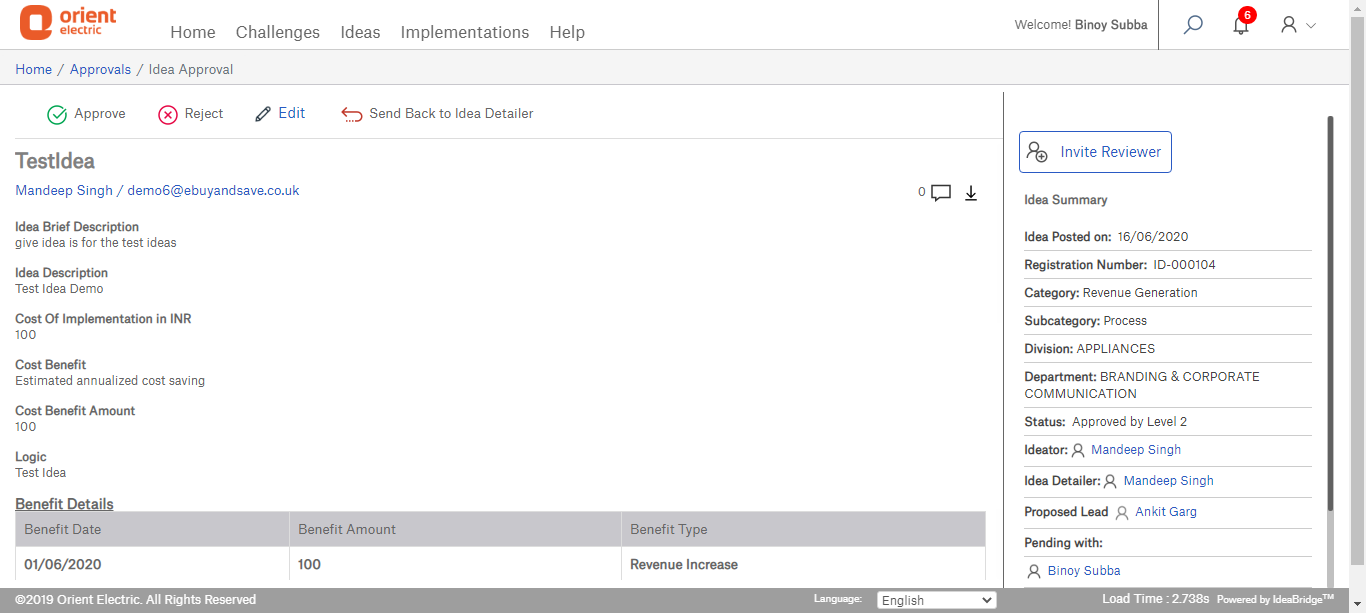 orient
electric
Home Challenges Ideas Implementations Help
Welcome! Binoy Subba
6
Home / Approvals / Idea Approval
Approve Reject Edit Send Back to Idea Detailer
TestIdea
Mandeep Singh / demo6@ebuyandsave.co.uk
0
Idea Brief Description
give idea is for the test ideas
Idea Description
Test Idea Demo
Cost Of Implementation in INR
100
Cost Benefit
Estimated annualized cost saving
Cost Benefit Amount
100
Logic
Test Idea
Benefit Details
Benefit Date Benefit Amount Benefit Type
01/06/2020 100 Revenue Increase
Invite Reviewer
Idea Summary
Idea Posted on: 16/06/2020
Registration Number: ID-000104
Category: Revenue Generation
Subcategory: Process
Division: APPLIANCES
Department: BRANDING & CORPORATE
COMMUNICATION
Status: Approved by Level 2
Ideator: Mandeep Singh
Idea Detailer: Mandeep Singh
Proposed Lead Ankit Garg
Pending with:
Binoy Subba
©2019 Orient Electric. All Rights Reserved Language: English Load Time : 2.738s Powered by IdeaBridge™